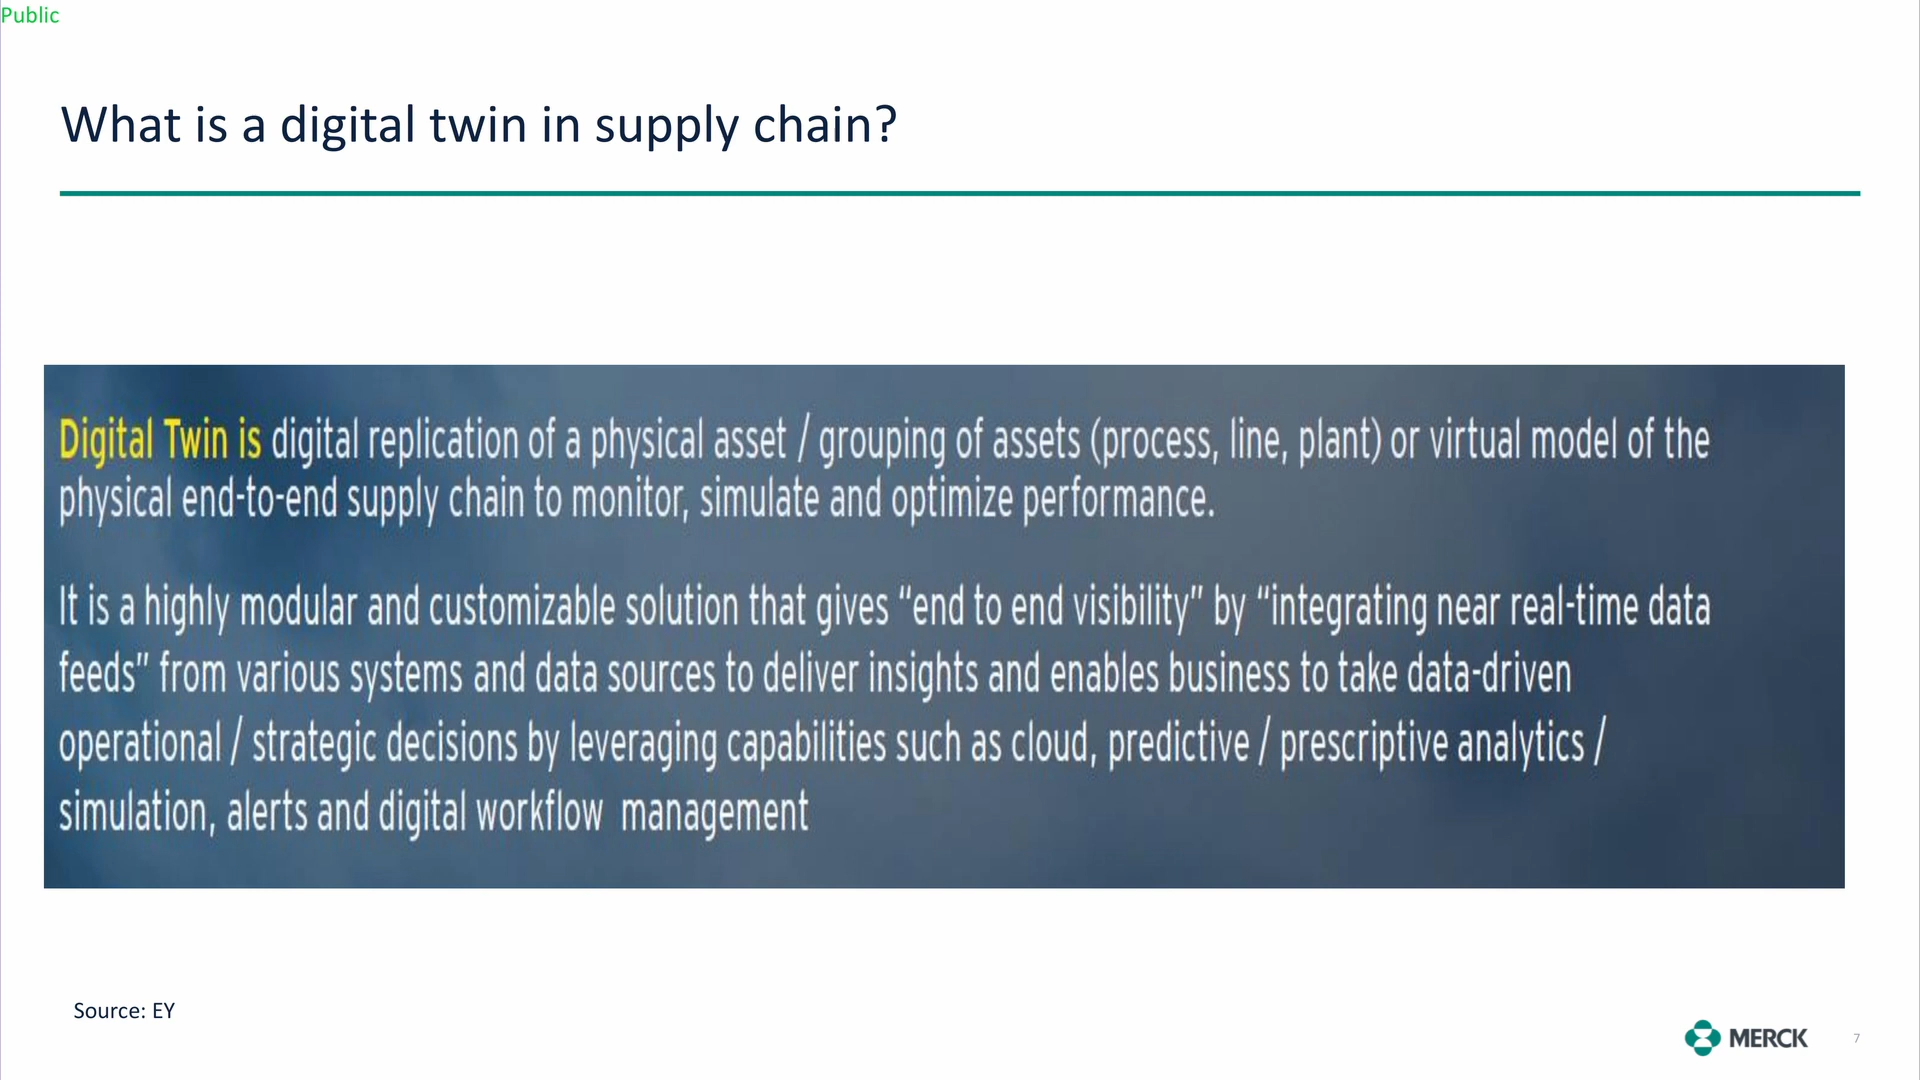 Public
What is a digital twin in supply chain?
Digital Twin is digital replication of a physical asset / grouping of assets (process, line, plant) or virtual model of the
physical end-to-end supply chain to monitor, simulate and optimize performance.
It is a highly modular and customizable solution that gives “end to end visibility” by “integrating near real-time data
feeds” from various systems and data sources to deliver insights and enables business to take data-driven
operational / strategic decisions by leveraging capabilities such as cloud, predictive / prescriptive analytics /
simulation, alerts and digital workflow  management
Source: EY
MERCK
7